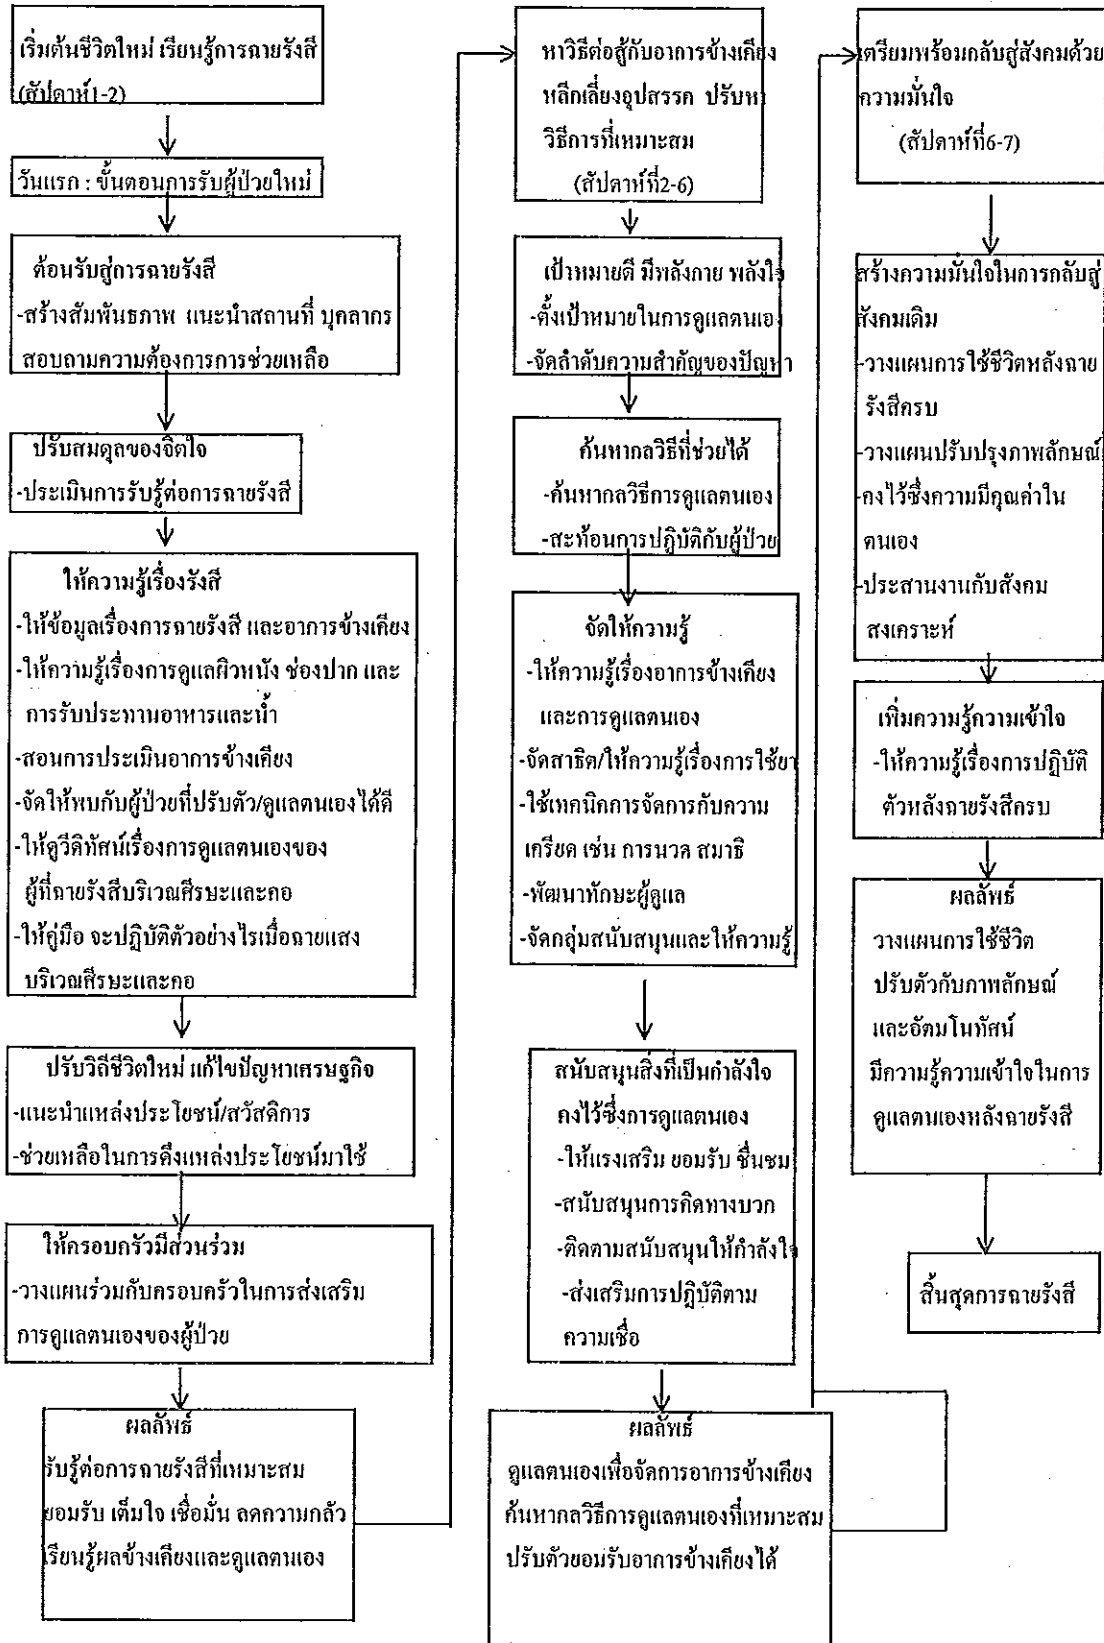 เริ่มต้นชีวิตใหม่ เรียนรู้การฉายรังสี
(สัปดาห์1-2)
วันแรก : ขั้นตอนการรับผู้ป่วยใหม่
ต้อนรับสู่การฉายรังสี
-สร้างสัมพันธภาพ แนะนำสถานที่ บุคลากร
สอบถามความต้องการการช่วยเหลือ
ปรับสมดุลของจิตใจ
-ประเมินการรับรู้ต่อการฉายรังสี
ให้ความรู้เรื่องรังสี
-ให้ข้อมูลเรื่องการฉายรังสี และอาการข้างเคียง
-ให้ความรู้เรื่องการดูแลผิวหนัง ช่องปาก และ
การรับประทานอาหารและน้ำ
-สอนการประเมินอาการข้างเคียง
-จัดให้พบกับผู้ป่วยที่ปรับตัว/ดูแลตนเองได้ดี
-ให้ดูวีดิทัศน์เรื่องการดูแลตนเองของ
ผู้ที่ฉายรังสีบริเวณศีรษะและคอ
-ให้คู่มือ จะปฏิบัติตัวอย่างไรเมื่อฉายแสง
บริเวณศีรษะและคอ
ปรับวิถีชีวิตใหม่ แก้ไขปัญหาเศรษฐกิจ
-แนะนำแหล่งประโยชน์/สวัสดิการ
-ช่วยเหลือในการดึงแหล่งประโยชน์มาใช้
ให้ครอบครัวมีส่วนร่วม
-วางแผนร่วมกับครอบครัวในการส่งเสริม
การดูแลตนเองของผู้ป่วย
ผลลัพธ์
รับรู้ต่อการฉายรังสีที่เหมาะสม
ยอมรับ เต็มใจ เชื่อมั่น ลดความกลัว
เรียนรู้ผลข้างเคียงและดูแลตนเอง
หาวิธีต่อสู้กับอาการข้างเคียง
หลีกเลี่ยงอุปสรรค ปรับหา
วิธีการที่เหมาะสม
(สัปดาห์ที่2-6)
เป้าหมายดี มีพลังกาย พลังใจ
-ตั้งเป้าหมายในการดูแลตนเอง
-จัดลำดับความสำคัญของปัญหา
ค้นหากลวิธีที่ช่วยได้
-ค้นหากลวิธีการดูแลตนเอง
-สะท้อนการปฏิบัติกับผู้ป่วย
จัดให้ความรู้
-ให้ความรู้เรื่องอาการข้างเคียง
และการดูแลตนเอง
-จัดสาธิต/ให้ความรู้เรื่องการใช้ยา
-ใช้เทคนิคการจัดการกับความ
เครียด เช่น การนวด สมาธิ
-พัฒนาทักษะผู้ดูแล
-จัดกลุ่มสนับสนุนและให้ความรู้
สนับสนุนสิ่งที่เป็นกำลังใจ
คงไว้ซึ่งการดูแลตนเอง
-ให้แรงเสริม ยอมรับ ชื่นชม
-สนับสนุนการคิดทางบวก
-ติดตามสนับสนุนให้กำลังใจ
-ส่งเสริมการปฏิบัติตาม
ความเชื่อ
ผลลัพธ์
ดูแลตนเองเพื่อจัดการอาการข้างเคียง
ค้นหากลวิธีการดูแลตนเองที่เหมาะสม
ปรับตัวยอมรับอาการข้างเคียงได้
เตรียมพร้อมกลับสู่สังคมด้วย
ความมั่นใจ
(สัปดาห์ที่6-7)
สร้างความมั่นใจในการกลับสู่
สังคมเดิม
-วางแผนการใช้ชีวิตหลังฉาย
รังสีครบ
-วางแผนปรับปรุงภาพลักษณ์
-คงไว้ซึ่งความมีคุณค่าใน
ตนเอง
-ประสานงานกับสังคม
สงเคราะห์
เพิ่มความรู้ความเข้าใจ
-ให้ความรู้เรื่องการปฏิบัติ
ตัวหลังฉายรังสีครบ
ผลลัพธ์
วางแผนการใช้ชีวิต
ปรับตัวกับภาพลักษณ์
และอัตมโนทัศน์
มีความรู้ความเข้าใจในการ
ดูแลตนเองหลังฉายรังสี
สิ้นสุดการฉายรังสี